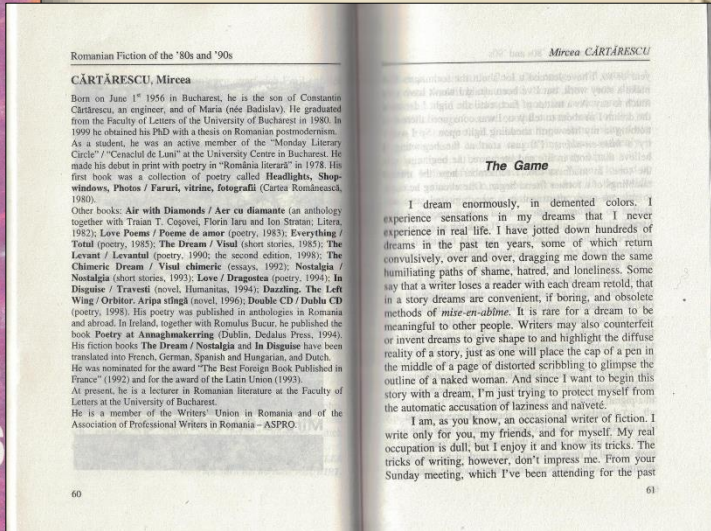 Romanian Fiction of the '80s and '90s
CĂRTĂRESCU, Mircea
Born on June 1st 1956 in Bucharest, he is the son of Constantin
Cărtărescu, an engineer, and of Maria (née Badislav). He graduated
from the Faculty of Letters of the University of Bucharest in 1980. In
1999 he obtained his PhD with a thesis on Romanian postmodernism.
As a student, he was an active member of the "Monday Literary
Circle" / "Cenaclul de Luni" at the University Centre in Bucharest. He
made his debut in print with poetry in "România literară" in 1978. His
first book was a collection of poetry called Headlights, Shop-
windows, Photos / Faruri, vitrine, fotografii (Cartea Românească,
1980).
Other books: Air with Diamonds / Aer cu diamante (an anthology
together with Traian T. Coşovei, Florin Iaru and Ion Stratan; Litera,
1982); Love Poems / Poeme de amor (poetry, 1983); Everything /
Totul (poetry, 1985); The Dream / Visul (short stories, 1985); The
Levant / Levantul (poetry, 1990; the second edition, 1998); The
Chimeric Dream / Visul chimeric (essays, 1992); Nostalgia /
Nostalgia (short stories, 1993); Love / Dragostea (poetry, 1994); In
Disguise / Travesti (novel, Humanitas, 1994); Dazzling. The Left
Wing / Orbitor. Aripa stîngă (novel, 1996); Double CD / Dublu CD
(poetry, 1998). His poetry was published in anthologies in Romania
and abroad. In Ireland, together with Romulus Bucur, he published the
book Poetry at Annaghmakerring (Dublin, Dedalus Press, 1994).
His fiction books The Dream / Nostalgia and In Disguise have been
translated into French, German, Spanish and Hungarian, and Dutch.
He was nominated for the award "The Best Foreign Book Published in
France" (1992) and for the award of the Latin Union (1993).
At present, he is a lecturer in Romanian literature at the Faculty of
Letters at the University of Bucharest.
He is a member of the Writers' Union in Romania and of the
Association of Professional Writers in Romania – ASPRO.
60
Mircea CĂRTĂRESCU
The Game
I dream enormously, in demented colors. I
experience sensations in my dreams that I never
experience in real life. I have jotted down hundreds of
dreams in the past ten years, some of which return
convulsively, over and over, dragging me down the same
humiliating paths of shame, hatred, and loneliness. Some
say that a writer loses a reader with each dream retold, that
in a story dreams are convenient, if boring, and obsolete
methods of mise-en-abîme. It is rare for a dream to be
meaningful to other people. Writers may also counterfeit
or invent dreams to give shape to and highlight the diffuse
reality of a story, just as one will place the cap of a pen in
the middle of a page of distorted scribbling to glimpse the
outline of a naked woman. And since I want to begin this
story with a dream, I'm just trying to protect myself from
the automatic accusation of laziness and naïveté.
I am, as you know, an occasional writer of fiction. I
write only for you, my friends, and for myself. My real
occupation is dull, but I enjoy it and know its tricks. The
tricks of writing, however, don't impress me. From your
Sunday meeting, which I've been attending for the past
61